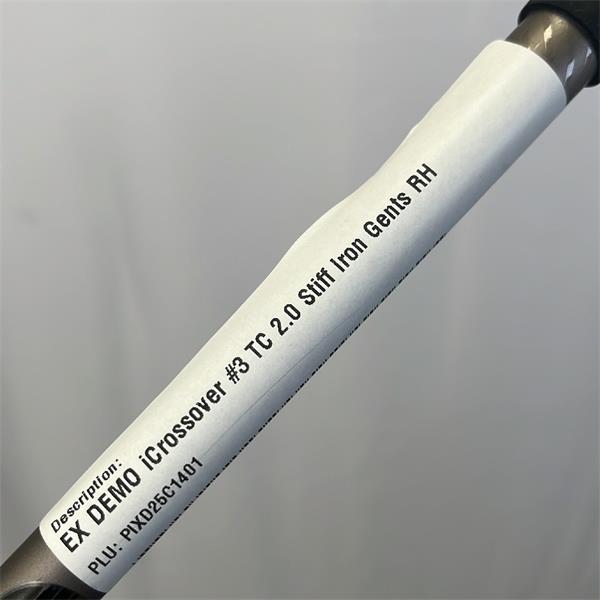 Description:
EX DEMO iCrossover #3 TC 2.0 Stiff Iron Gents RH
PLU: PIXD25C1401